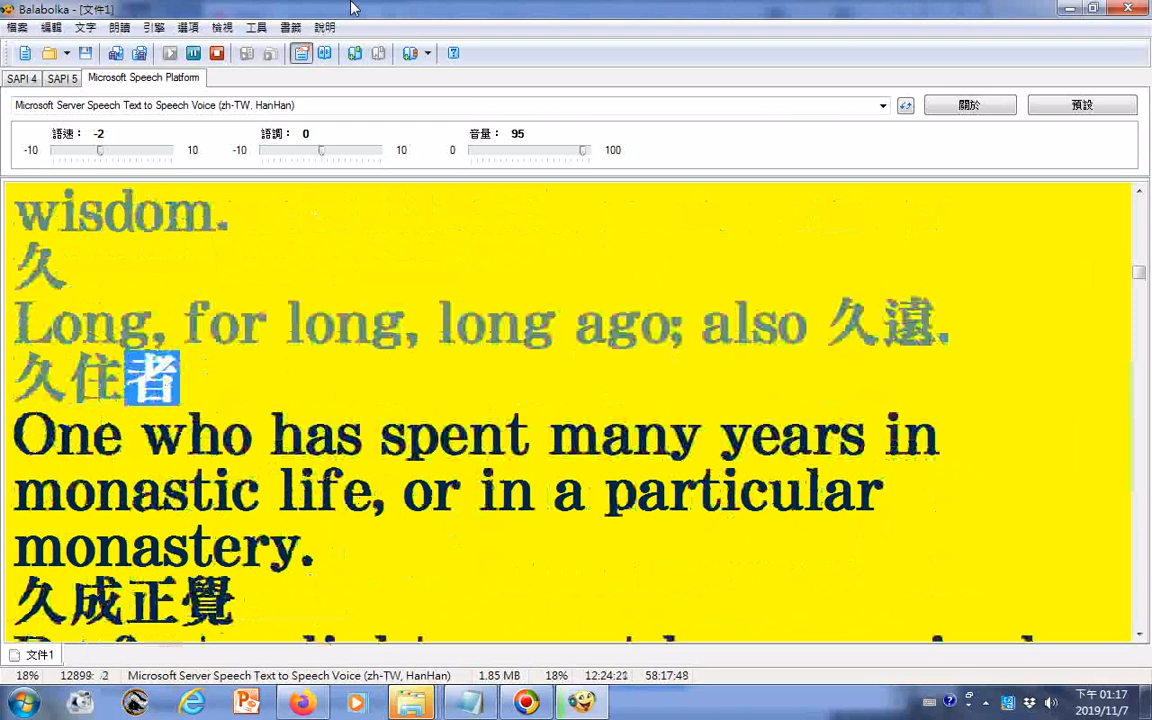 Balabolka - [文件1]
檔案 編輯 文字 朗讀 引擎 選項 檢視 工具 書籤 說明
SAPI 4 SAPI 5 Microsoft Speech Platform
Microsoft Server Speech Text to Speech Voice (zh-TW, HanHan) 關於 預設
語速： -2 語調： 0 音量： 95
-10 10 -10 10 0 100
wisdom.
久
Long, for long, long ago; also 久遠.
久住者
One who has spent many years in
monastic life, or in a particular
monastery.
久成正覺
文件1
18% Microsoft Server Speech Text to Speech Voice (zh-TW, HanHan) 1.85 MB 18% 12:24:21 58:17:48
下午 01:17
2019/11/7